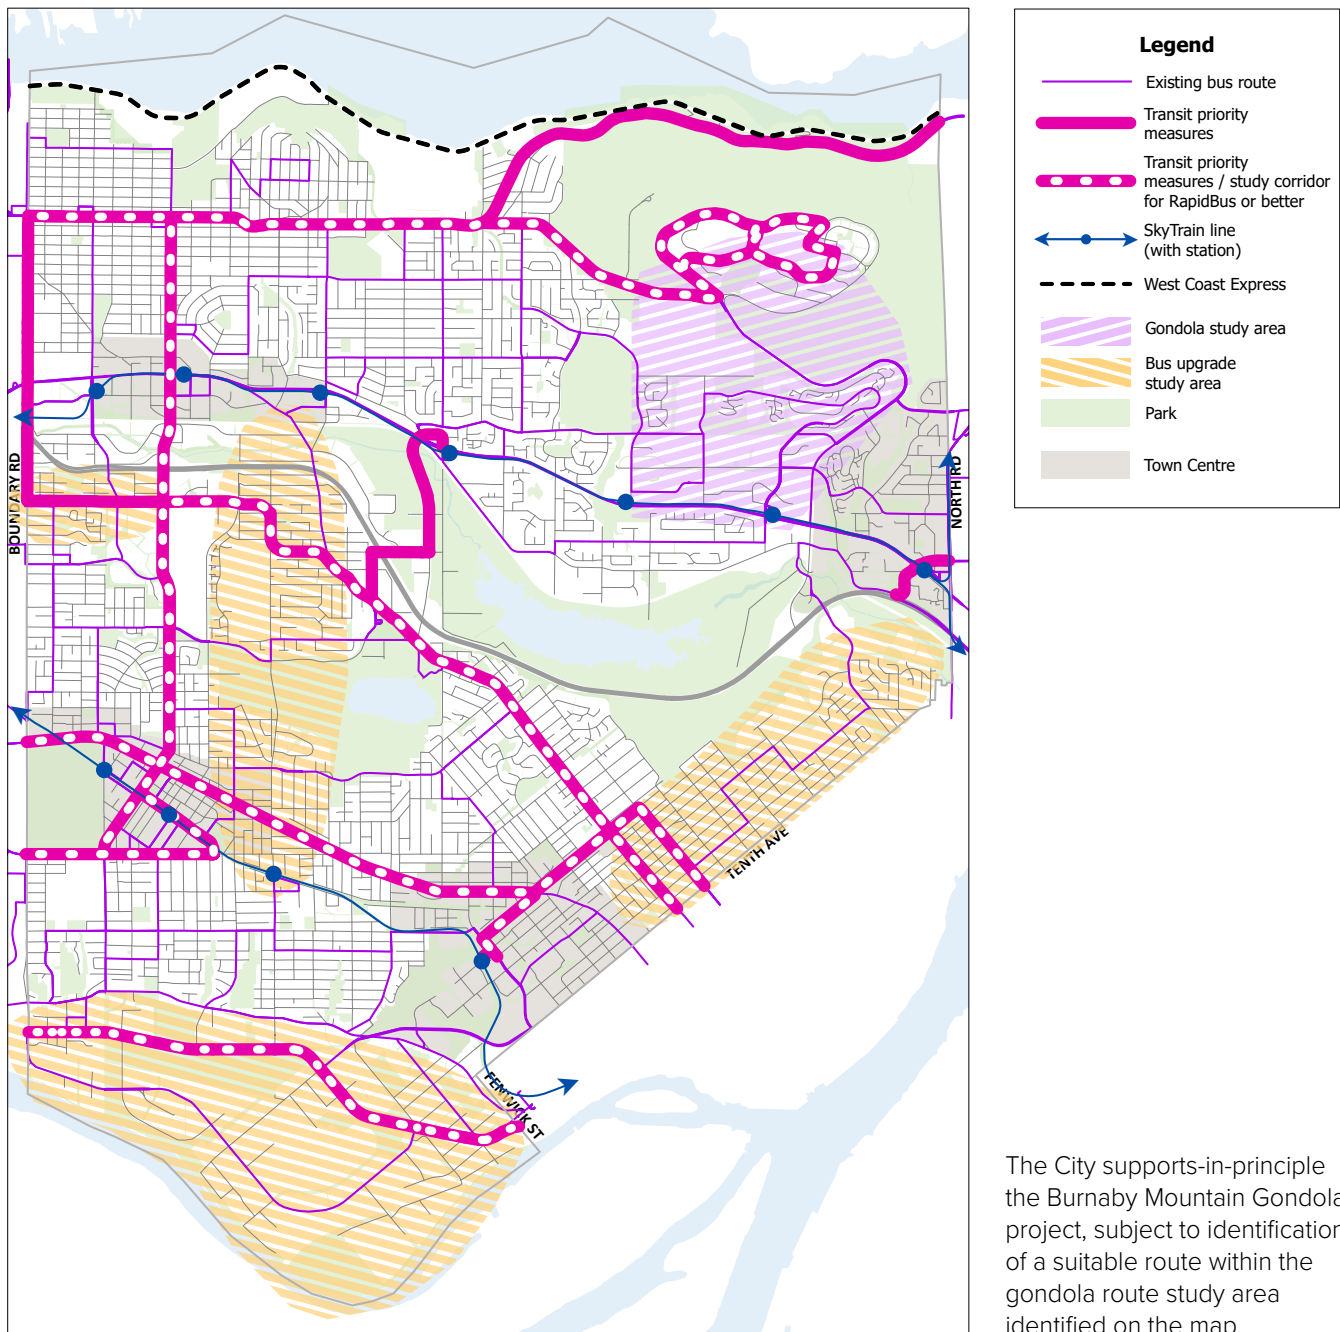 Legend
Existing bus route
Transit priority
measures
Transit priority
measures / study corridor
for RapidBus or better
SkyTrain line
(with station)
West Coast Express
Gondola study area
Bus upgrade
study area
Park
Town Centre
BOUNDARY RD
NORTH RD
TENTH AVE
FENWICK ST
The City supports-in-principle
the Burnaby Mountain Gondola
project, subject to identification
of a suitable route within the
gondola route study area
identified on the map